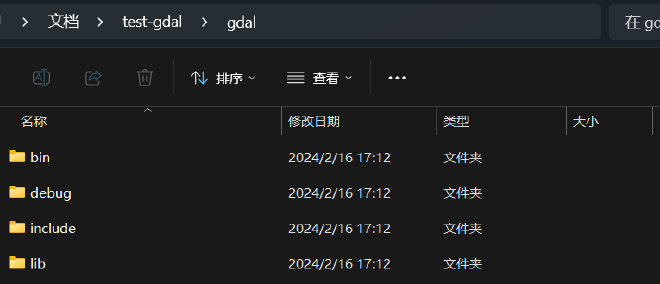 文档 > test-gdal > gdal 在 gd
排序 查看
名称 修改日期 类型 大小
bin 2024/2/16 17:12 文件夹
debug 2024/2/16 17:12 文件夹
include 2024/2/16 17:12 文件夹
lib 2024/2/16 17:12 文件夹